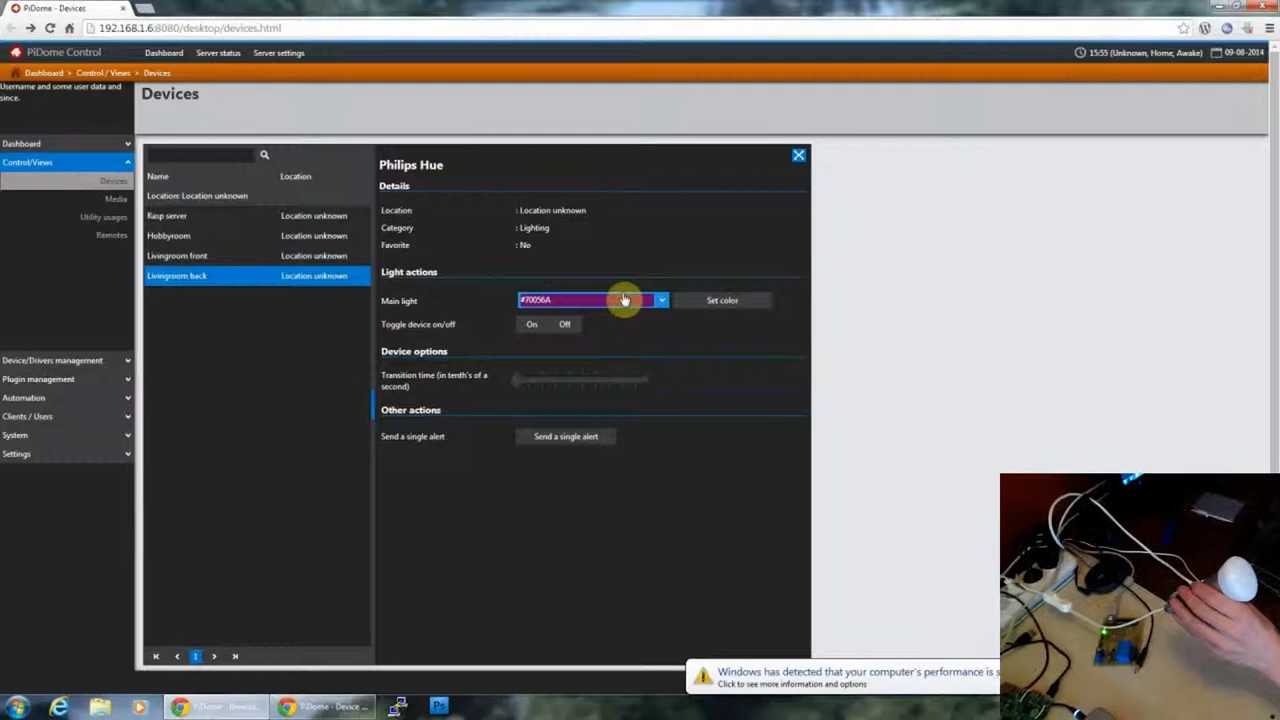 PiDome - Devices
192.168.1.6:8080/desktop/devices.html
PiDome Control
Dashboard
Server status
Server settings
15:55 (Unknown, Home, Awake)
09-08-2014
Dashboard > Control / Views > Devices
Username and some user data and
since.
Devices
Dashboard
Control/Views
Devices
Media
Utility usages
Remotes
Device/Drivers management
Plugin management
Automation
Clients / Users
System
Settings
Name Location
Location: Location unknown
Rasp server Location unknown
Hobbyroom Location unknown
Livingroom front Location unknown
Livingroom back Location unknown
1
Philips Hue
Details
Location : Location unknown
Category : Lighting
Favorite : No
Light actions
Main light #70056A Set color
Toggle device on/off On Off
Device options
Transition time (in tenth's of a
second)
Other actions
Send a single alert Send a single alert
Windows has detected that your computer's performance is s
Click to see more information and options
PiDome - Devices...
PiDome - Device ...
Ps